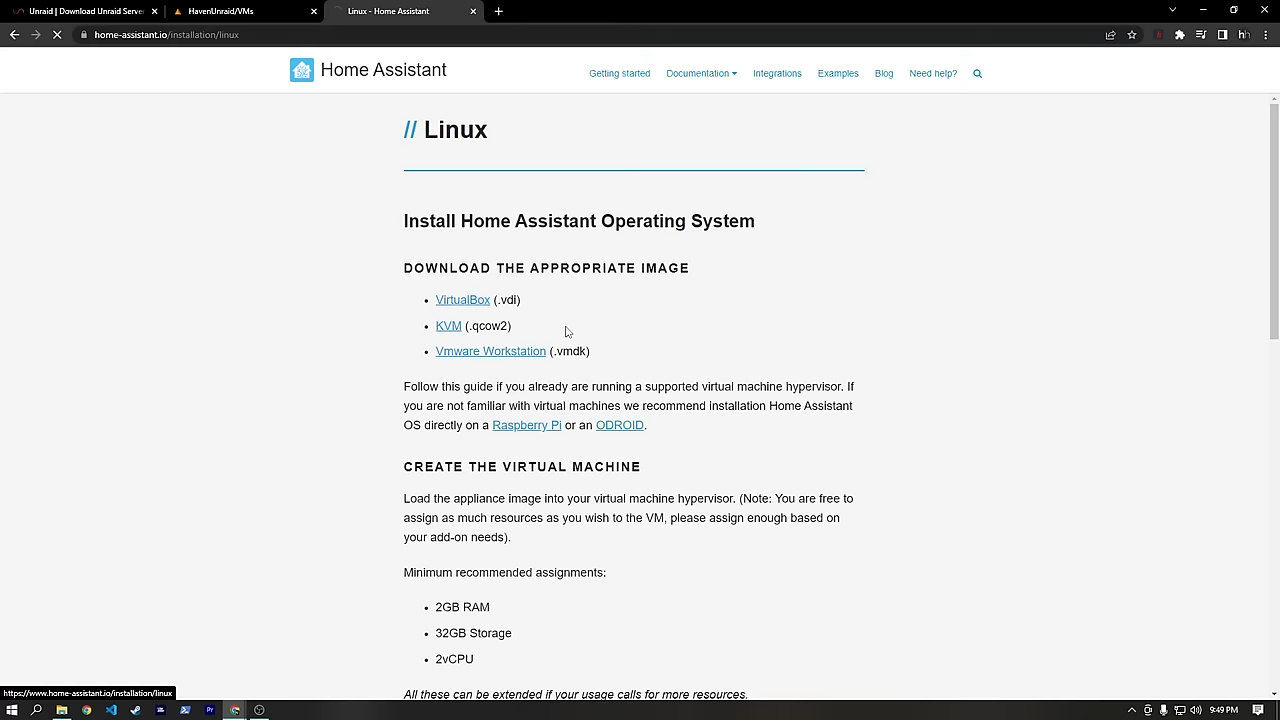 Unraid | Download Unraid Server
HavenUnraid/VMs
Linux - Home Assistant
home-assistant.io/installation/linux
Home Assistant
Getting started
Documentation
Integrations
Examples
Blog
Need help?
// Linux
Install Home Assistant Operating System
DOWNLOAD THE APPROPRIATE IMAGE
• VirtualBox (.vdi)
• KVM (.qcow2)
• Vmware Workstation (.vmdk)
Follow this guide if you already are running a supported virtual machine hypervisor. If
you are not familiar with virtual machines we recommend installation Home Assistant
OS directly on a Raspberry Pi or an ODROID.
CREATE THE VIRTUAL MACHINE
Load the appliance image into your virtual machine hypervisor. (Note: You are free to
assign as much resources as you wish to the VM, please assign enough based on
your add-on needs).
Minimum recommended assignments:
• 2GB RAM
• 32GB Storage
• 2vCPU
All these can be extended if your usage calls for more resources.
https://www.home-assistant.io/installation/linux
9:49 PM